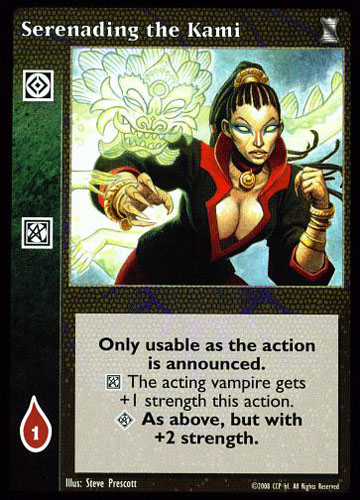 Serenading the Kami
Only usable as the action
is announced.
The acting vampire gets
+1 strength this action.
As above, but with
+2 strength.
1
Illus: Steve Prescott
©2008 CCP hf. All Rights Reserved